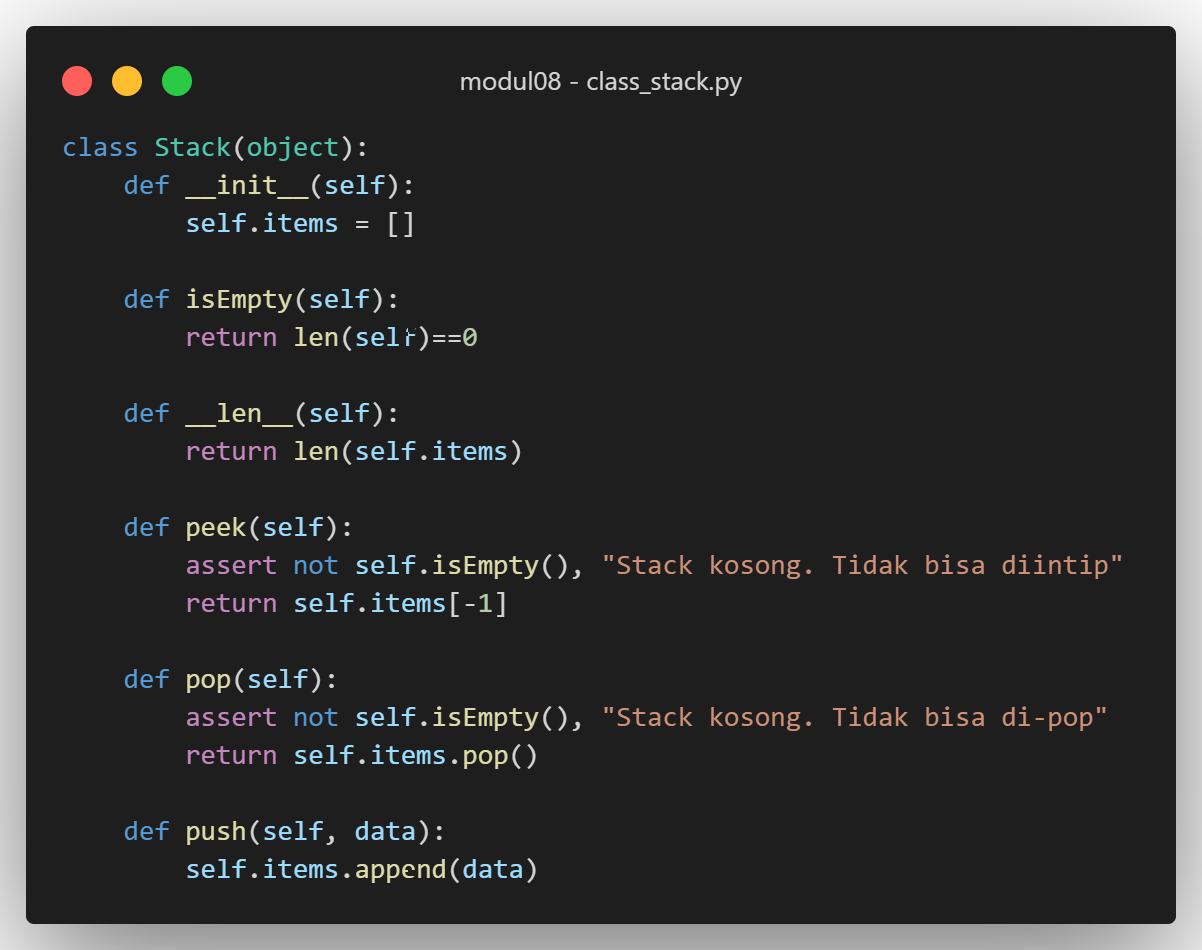 modul08 - class_stack.py
class Stack(object):
    def __init__(self):
        self.items = []
    def isEmpty(self):
        return len(self)==0
    def __len__(self):
        return len(self.items)
    def peek(self):
        assert not self.isEmpty(), "Stack kosong. Tidak bisa diintip"
        return self.items[-1]
    def pop(self):
        assert not self.isEmpty(), "Stack kosong. Tidak bisa di-pop"
        return self.items.pop()
    def push(self, data):
        self.items.append(data)